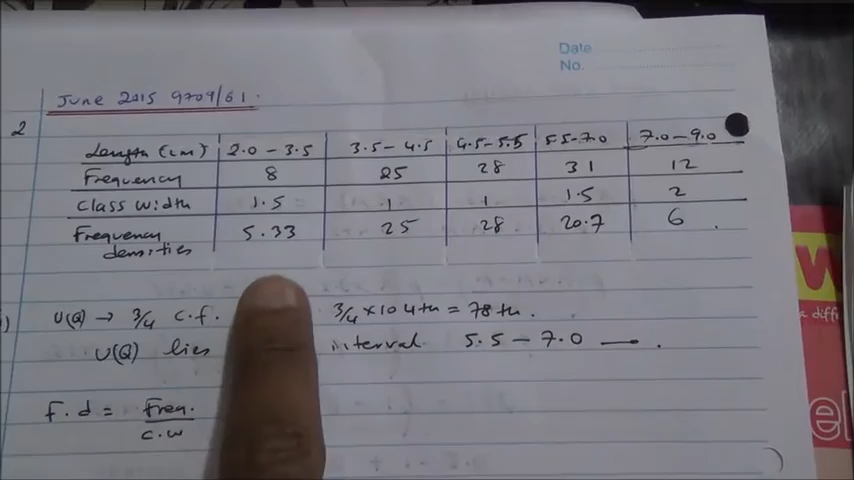 Date
No.
June 2015 9709/61.
2
Length (cm) 2.0 – 3.5 3.5 – 4.5 4.5 – 5.5 5.5-7.0 7.0 – 9.0
Frequency 8 25 28 31 12
Class width 1.5 1 1 1.5 2
Frequency densities 5.33 25 28 20.7 6
U(Q) → 3/4 c.f. 3/4 × 104th = 78th.
U(Q) lies interval 5.5 – 7.0
f.d = Freq. / c.w